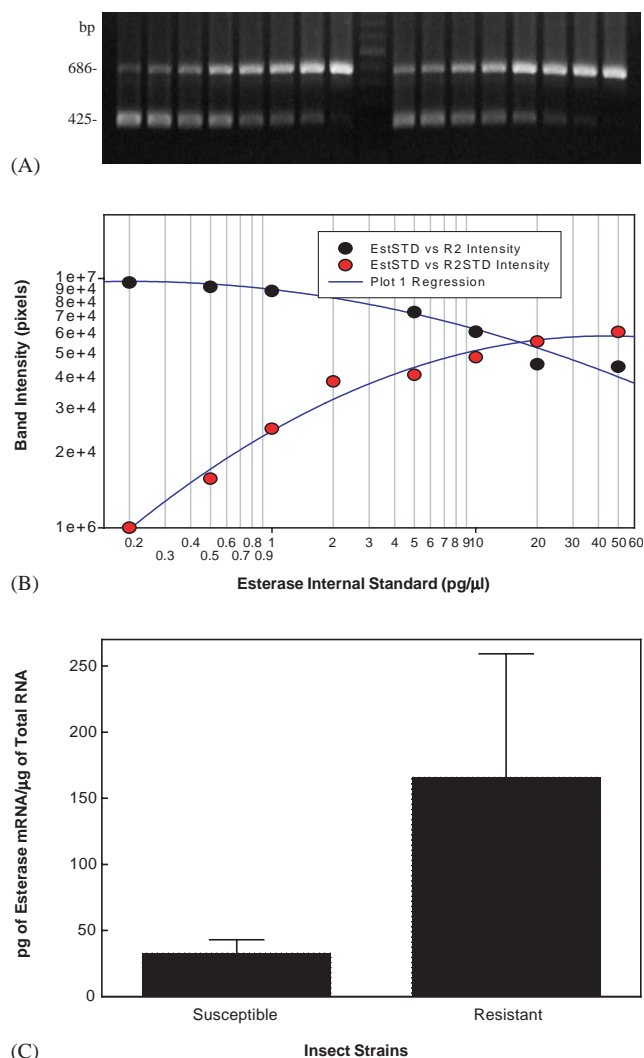 bp
686-
425-
(A)
EstSTD vs R2 Intensity
EstSTD vs R2STD Intensity
Plot 1 Regression
Band Intensity (pixels)
1e+7
9e+4
8e+4
7e+4
6e+4
5e+4
4e+4
3e+4
2e+4
1e+6
0.2 0.4 0.6 0.8 1 2 3 4 5 6 7 8 910 20 30 40 50 60
0.3 0.5 0.7 0.9
Esterase Internal Standard (pg/µl)
(B)
pg of Esterase mRNA/µg of Total RNA
250
200
150
100
50
0
Susceptible Resistant
Insect Strains
(C)